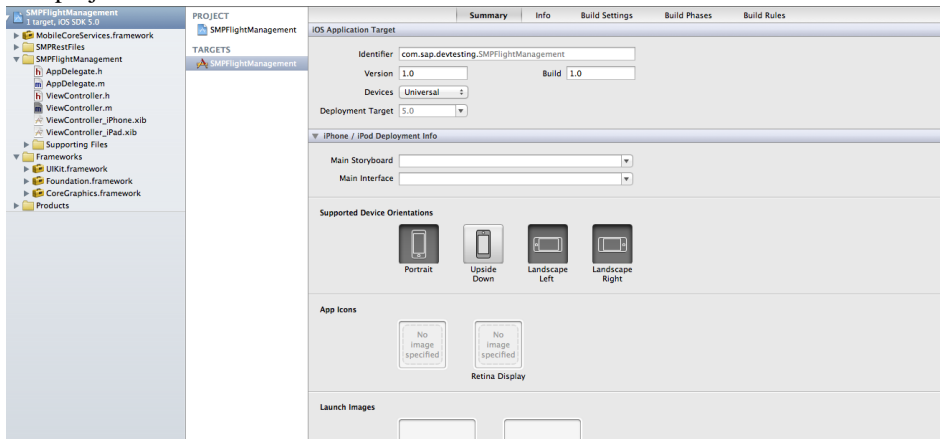 SMPFlightManagement
1 target, iOS SDK 5.0
MobileCoreServices.framework
SMPRestFiles
SMPFlightManagement
h AppDelegate.h
m AppDelegate.m
h ViewController.h
m ViewController.m
ViewController_iPhone.xib
ViewController_iPad.xib
Supporting Files
Frameworks
UIKit.framework
Foundation.framework
CoreGraphics.framework
Products
PROJECT
SMPFlightManagement
TARGETS
SMPFlightManagement
Summary Info Build Settings Build Phases Build Rules
iOS Application Target
Identifier com.sap.devtesting.SMPFlightManagement
Version 1.0 Build 1.0
Devices Universal
Deployment Target 5.0
iPhone / iPod Deployment Info
Main Storyboard
Main Interface
Supported Device Orientations
Portrait Upside Down Landscape Left Landscape Right
App Icons
No image specified
No image specified
Retina Display
Launch Images